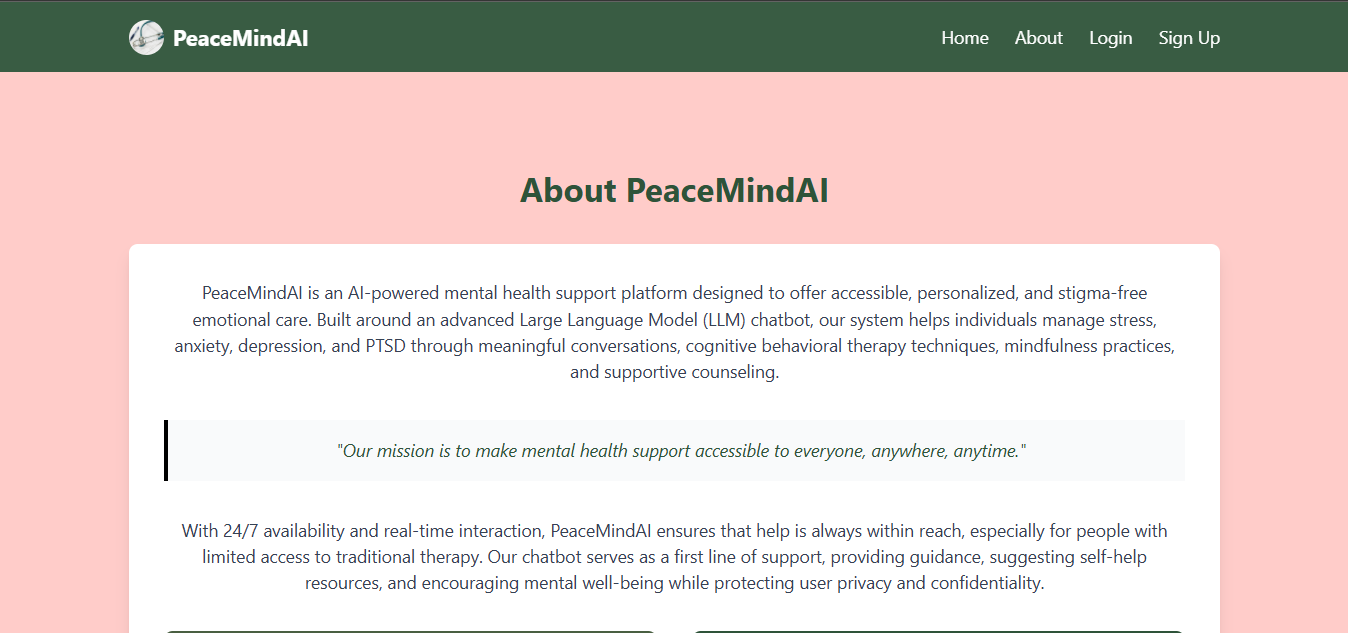 PeaceMindAI
Home About Login Sign Up
About PeaceMindAI
PeaceMindAI is an AI-powered mental health support platform designed to offer accessible, personalized, and stigma-free
emotional care. Built around an advanced Large Language Model (LLM) chatbot, our system helps individuals manage stress,
anxiety, depression, and PTSD through meaningful conversations, cognitive behavioral therapy techniques, mindfulness practices,
and supportive counseling.
"Our mission is to make mental health support accessible to everyone, anywhere, anytime."
With 24/7 availability and real-time interaction, PeaceMindAI ensures that help is always within reach, especially for people with
limited access to traditional therapy. Our chatbot serves as a first line of support, providing guidance, suggesting self-help
resources, and encouraging mental well-being while protecting user privacy and confidentiality.